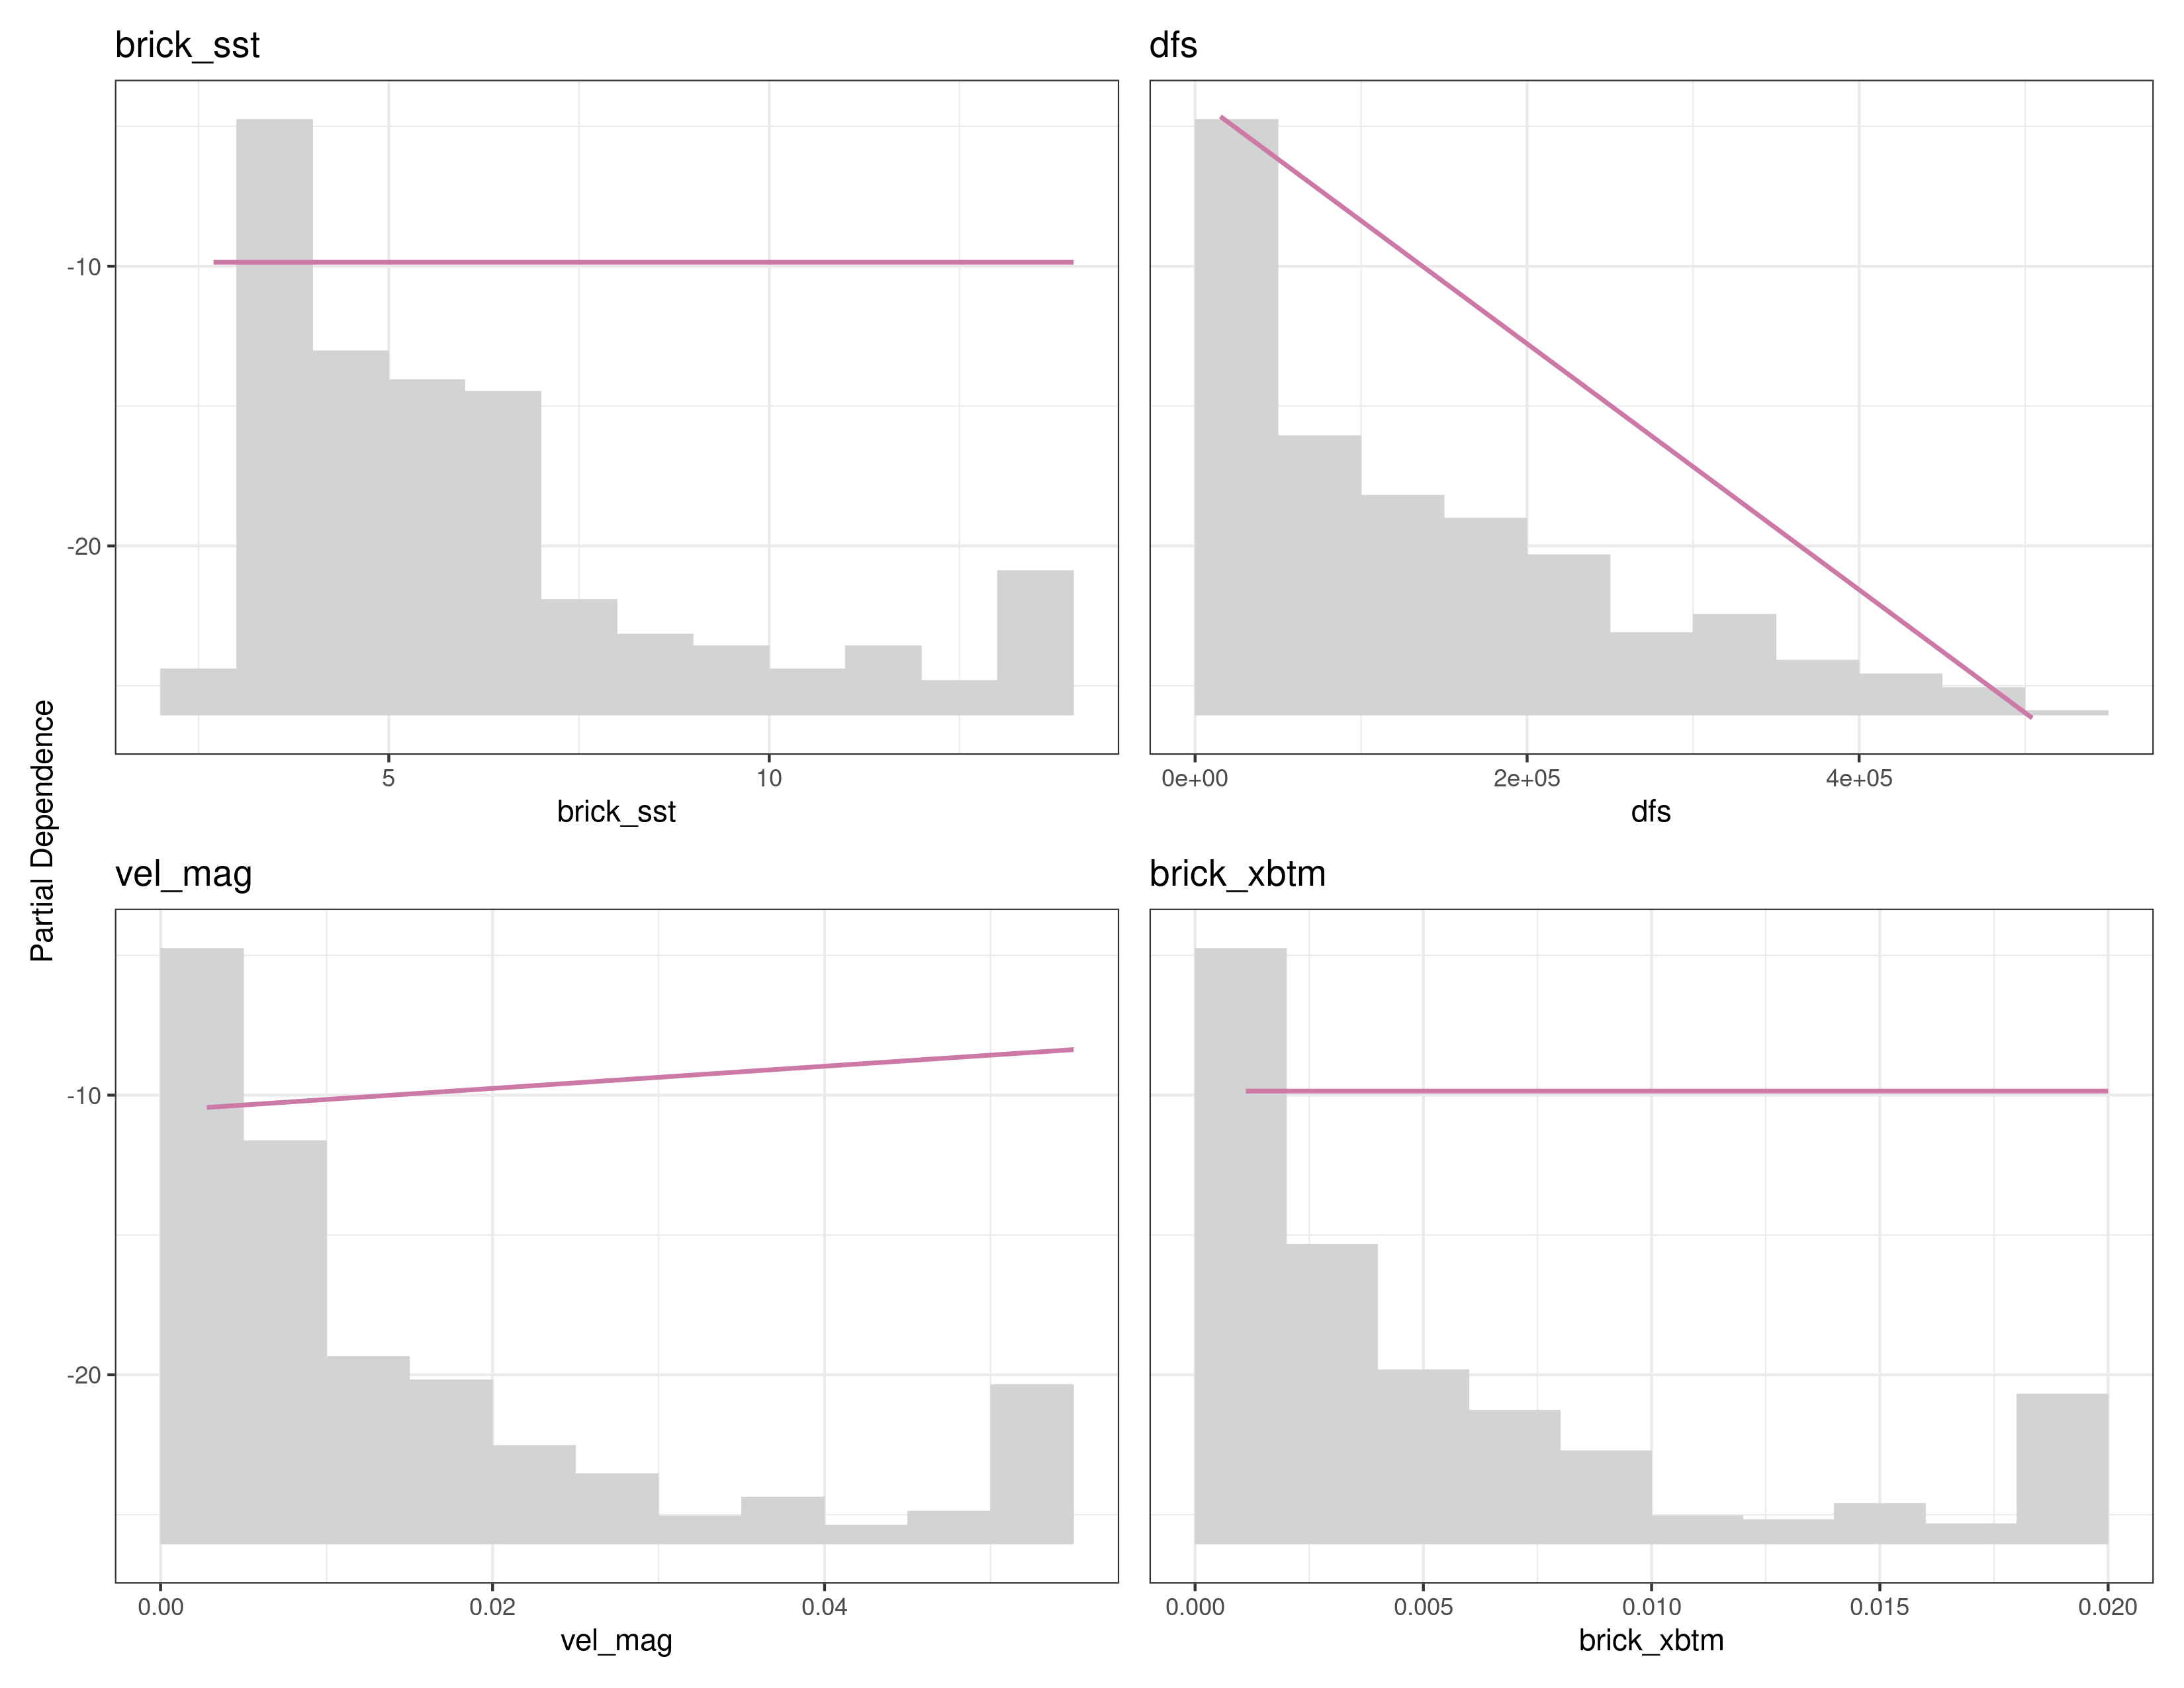 brick_sst
dfs
-10
-20
5 10
0e+00 2e+05 4e+05
brick_sst
dfs
Partial Dependence
vel_mag
brick_xbtm
-10
-20
0.00 0.02 0.04
0.000 0.005 0.010 0.015 0.020
vel_mag
brick_xbtm